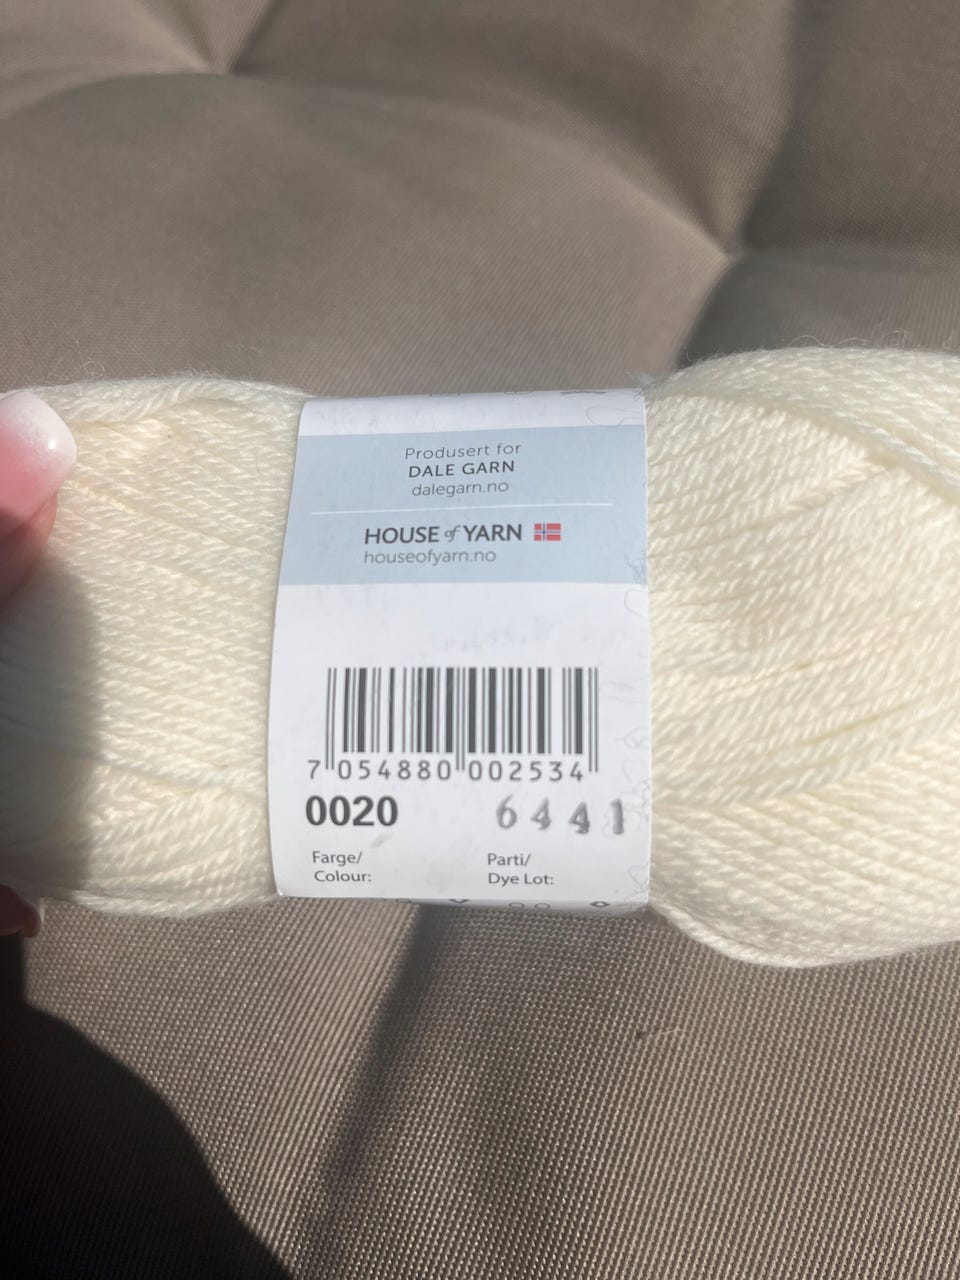 Produsert for
DALE GARN
dalegarn.no
HOUSE of YARN
houseofyarn.no
7 054880 002534
0020 6441
Farge/ Parti/
Colour: Dye Lot: